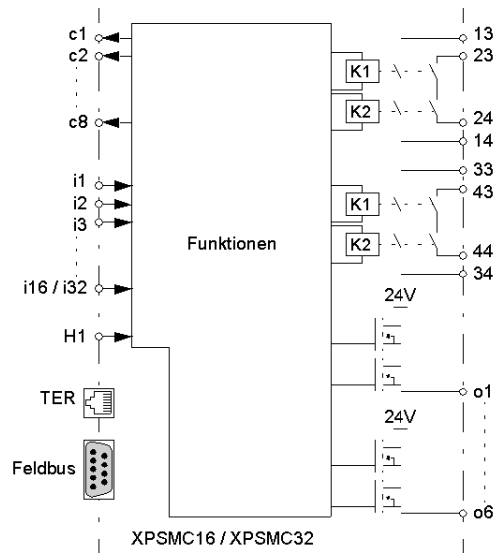 c1
c2
c8
i1
i2
i3
i16 / i32
H1
TER
Feldbus
Funktionen
K1
K2
K1
K2
24V
24V
13
23
24
14
33
43
44
34
o1
o6
XPSMC16 / XPSMC32